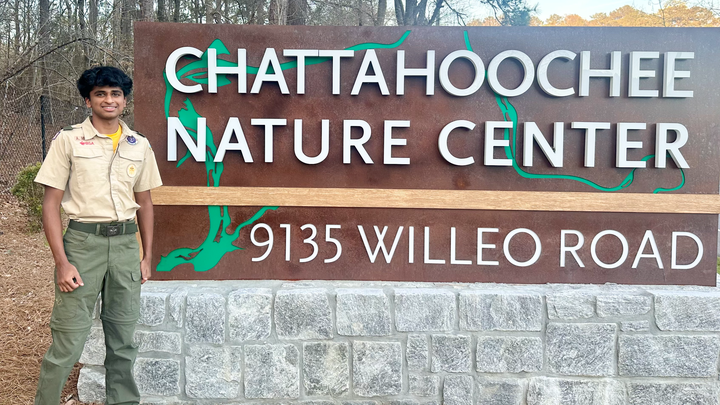 CHATTAHOOCHEE
NATURE CENTER
9135 WILLEO ROAD